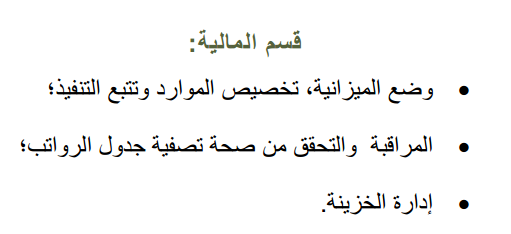 قسم المالية:
• وضع الميزانية، تخصيص الموارد وتتبع التنفيذ؛
• المراقبة والتحقق من صحة تصفية جدول الرواتب؛
• إدارة الخزينة.